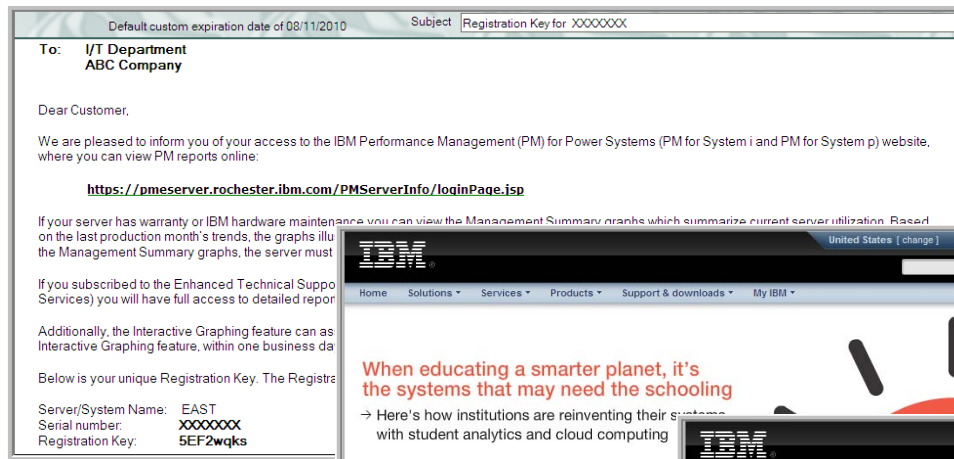 Default custom expiration date of 08/11/2010
Subject Registration Key for XXXXXXX
To: I/T Department
ABC Company
Dear Customer,
We are pleased to inform you of your access to the IBM Performance Management (PM) for Power Systems (PM for System i and PM for System p) website,
where you can view PM reports online:
https://pmeserver.rochester.ibm.com/PMServerInfo/loginPage.jsp
If your server has warranty or IBM hardware maintenance you can view the Management Summary graphs which summarize current server utilization. Based
on the last production month's trends, the graphs illu
the Management Summary graphs, the server must
If you subscribed to the Enhanced Technical Suppo
Services) you will have full access to detailed repor
Additionally, the Interactive Graphing feature can as
Interactive Graphing feature, within one business da
Below is your unique Registration Key. The Registra
Server/System Name: EAST
Serial number: XXXXXXX
Registration Key: 5EF2wqks
IBM
United States [ change ]
Home Solutions Services Products Support & downloads My IBM
When educating a smarter planet, it's
the systems that may need the schooling
→ Here's how institutions are reinventing their systems
with student analytics and cloud computing
IBM